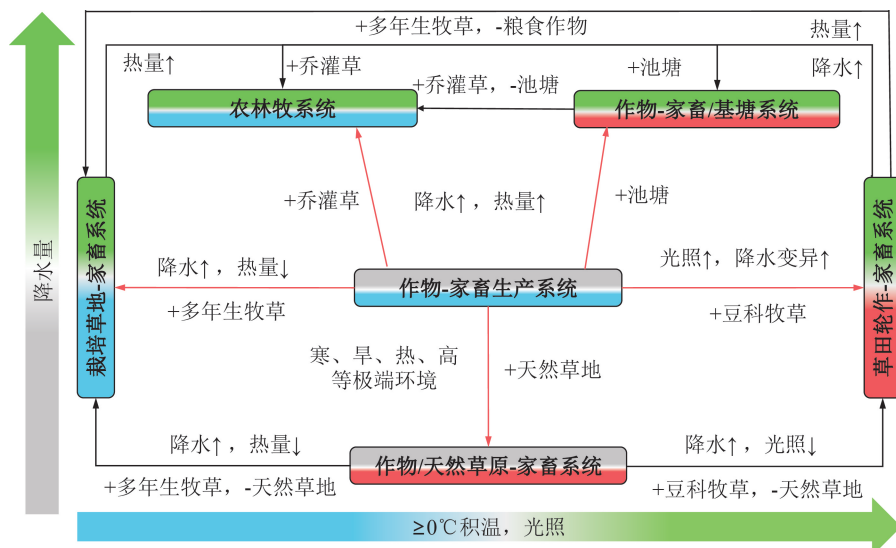 +多年生牧草，-粮食作物
热量↑
热量↑
+乔灌草
+乔灌草，-池塘
+池塘
降水↑
农林牧系统
作物-家畜/基塘系统
+乔灌草
降水↑，热量↑
+池塘
降水量
栽培草地-家畜系统
草田轮作-家畜系统
降水↑，热量↓
作物-家畜生产系统
光照↑，降水变异↑
+多年生牧草
+豆科牧草
寒、旱、热、高
等极端环境
+天然草地
降水↑，热量↓
作物/天然草原-家畜系统
降水↑，光照↓
+多年生牧草，-天然草地
+豆科牧草，-天然草地
≥0℃积温，光照